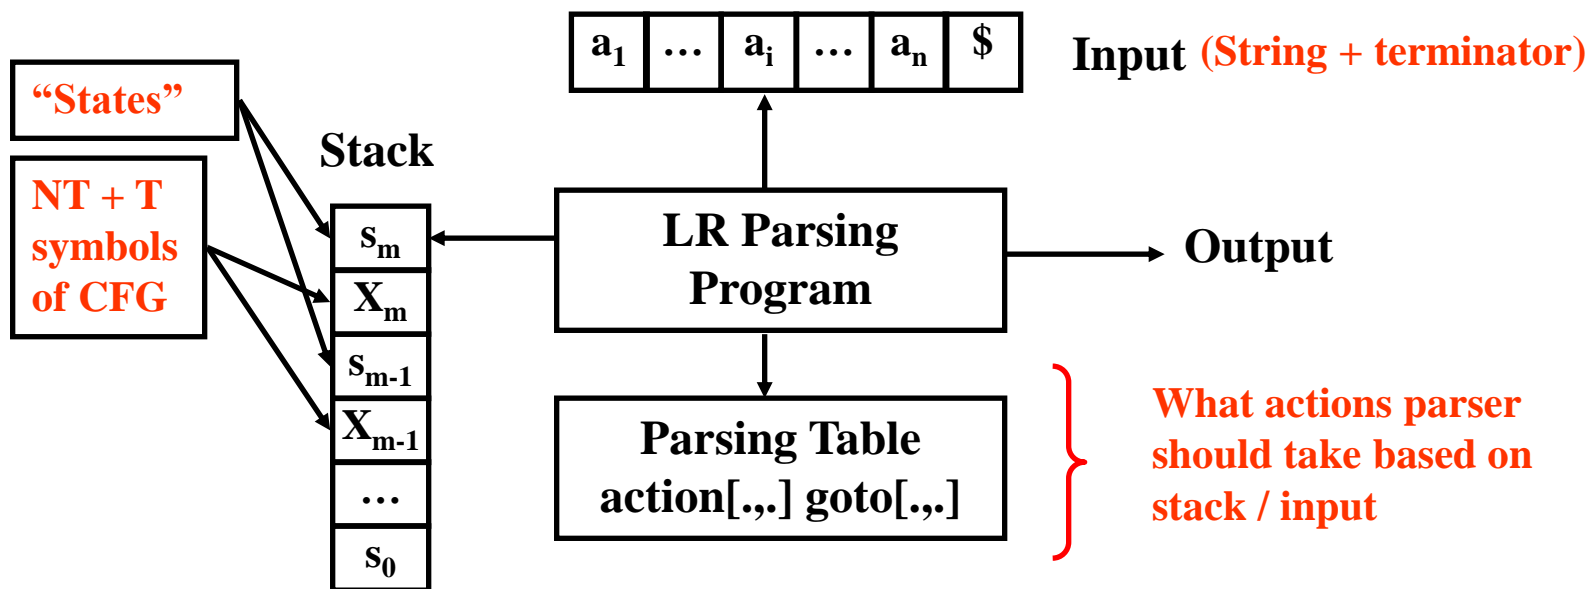 a1 … ai … an $
Input (String + terminator)
“States”
NT + T
symbols
of CFG
Stack
sm
Xm
sm-1
Xm-1
…
s0
LR Parsing
Program
Output
Parsing Table
action[.,.] goto[.,.]
What actions parser
should take based on
stack / input